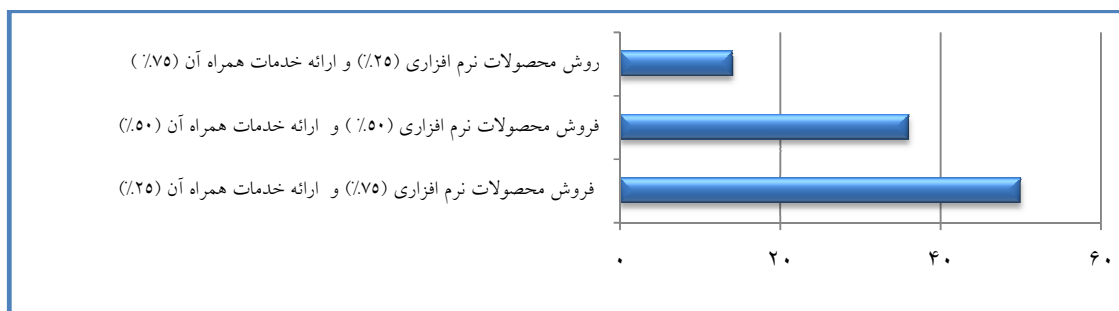 روش محصولات نرم افزاری (۲۵٪) و ارائه خدمات همراه آن (۷۵٪ )
فروش محصولات نرم افزاری (۵۰٪ ) و ارائه خدمات همراه آن (۵۰٪)
فروش محصولات نرم افزاری (۷۵٪) و ارائه خدمات همراه آن (۲۵٪)
۰ ۲۰ ۴۰ ۶۰